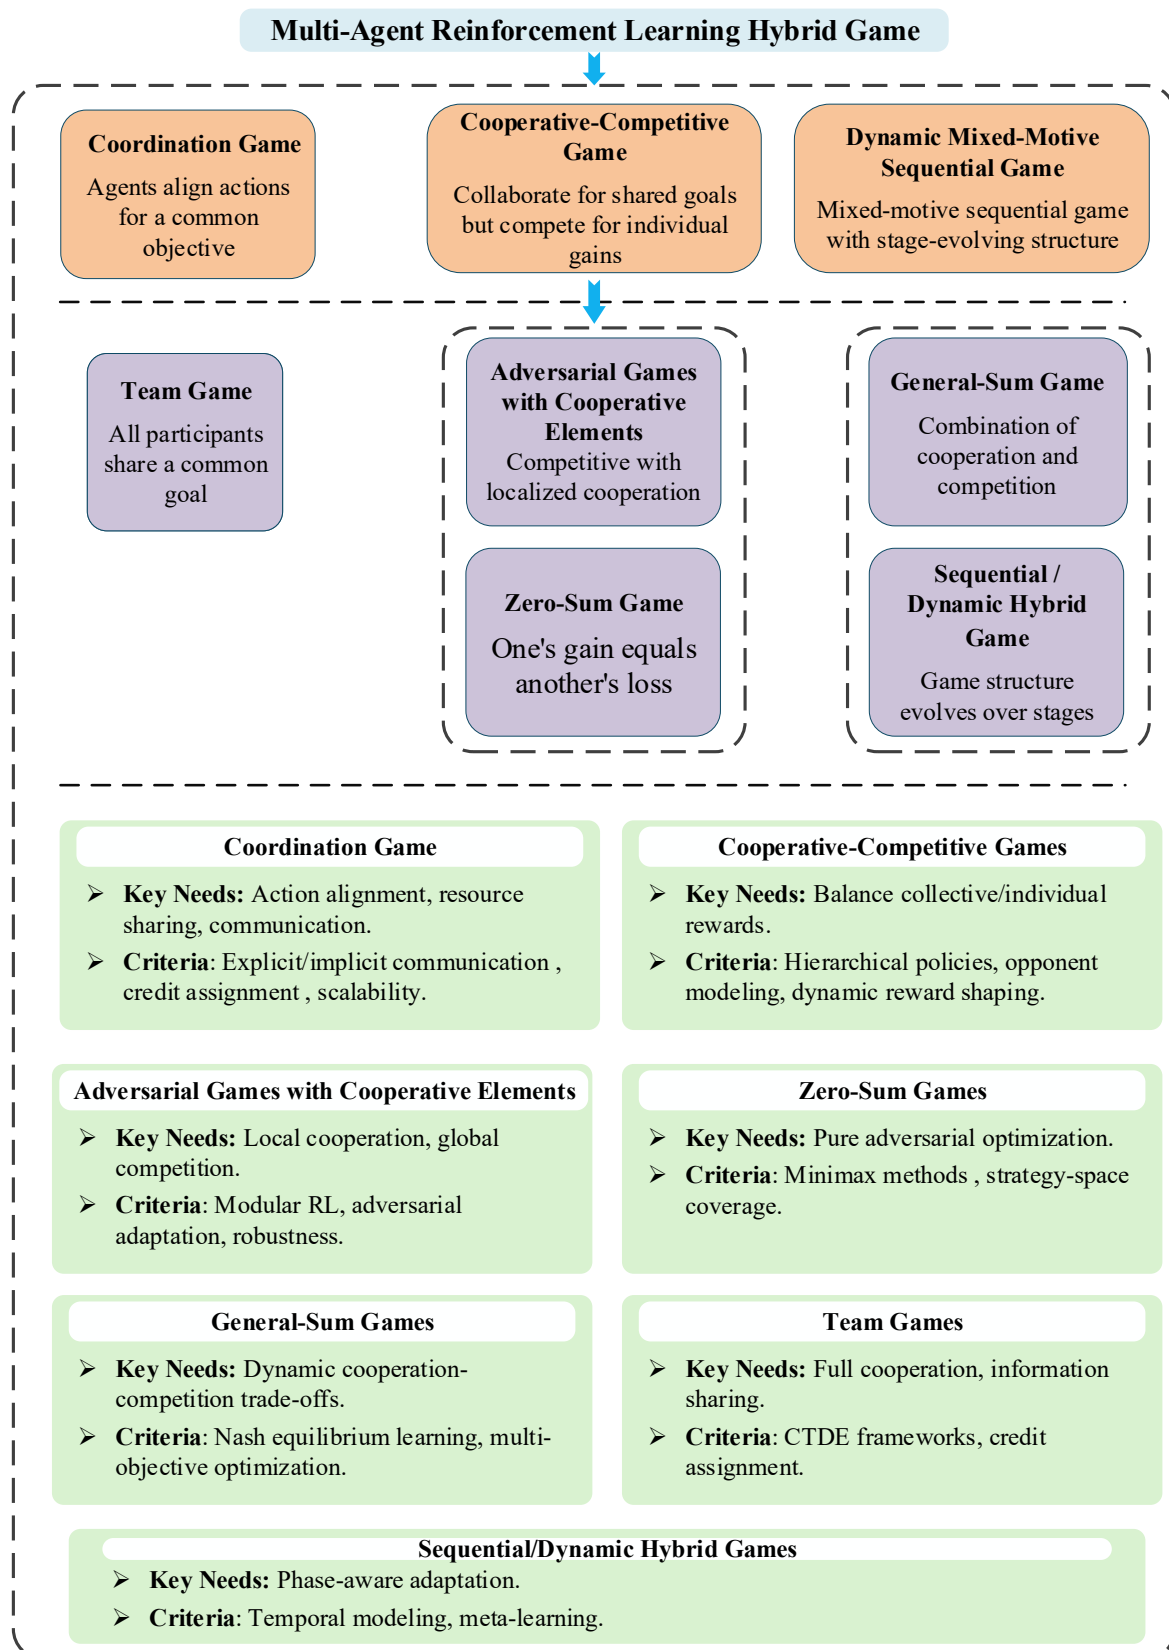 Multi-Agent Reinforcement Learning Hybrid Game
Coordination Game
Agents align actions
for a common
objective
Cooperative-Competitive
Game
Collaborate for shared goals
but compete for individual
gains
Dynamic Mixed-Motive
Sequential Game
Mixed-motive sequential game
with stage-evolving structure
Team Game
All participants
share a common
goal
Adversarial Games
with Cooperative
Elements
Competitive with
localized cooperation
Zero-Sum Game
One's gain equals
another's loss
General-Sum Game
Combination of
cooperation and
competition
Sequential /
Dynamic Hybrid
Game
Game structure
evolves over stages
Coordination Game
➢ Key Needs: Action alignment, resource
sharing, communication.
➢ Criteria: Explicit/implicit communication ,
credit assignment , scalability.
Cooperative-Competitive Games
➢ Key Needs: Balance collective/individual
rewards.
➢ Criteria: Hierarchical policies, opponent
modeling, dynamic reward shaping.
Adversarial Games with Cooperative Elements
➢ Key Needs: Local cooperation, global
competition.
➢ Criteria: Modular RL, adversarial
adaptation, robustness.
Zero-Sum Games
➢ Key Needs: Pure adversarial optimization.
➢ Criteria: Minimax methods , strategy-space
coverage.
General-Sum Games
➢ Key Needs: Dynamic cooperation-
competition trade-offs.
➢ Criteria: Nash equilibrium learning, multi-
objective optimization.
Team Games
➢ Key Needs: Full cooperation, information
sharing.
➢ Criteria: CTDE frameworks, credit
assignment.
Sequential/Dynamic Hybrid Games
➢ Key Needs: Phase-aware adaptation.
➢ Criteria: Temporal modeling, meta-learning.